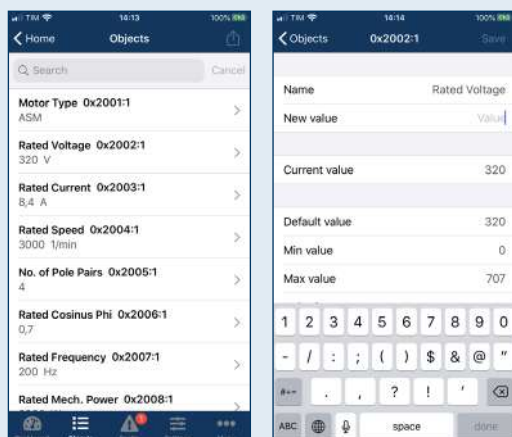 TIM 14:13 100%
Home Objects
Search Cancel
Motor Type 0x2001:1
ASM
Rated Voltage 0x2002:1
320 V
Rated Current 0x2003:1
8,4 A
Rated Speed 0x2004:1
3000 1/min
No. of Pole Pairs 0x2005:1
4
Rated Cosinus Phi 0x2006:1
0,7
Rated Frequency 0x2007:1
200 Hz
Rated Mech. Power 0x2008:1
TIM 14:14 100%
Objects 0x2002:1 Save
Name Rated Voltage
New value Value
Current value 320
Default value 320
Min value 0
Max value 707
1 2 3 4 5 6 7 8 9 0
- / : ; ( ) $ & @ "
#+= . , ? ! '
ABC space done